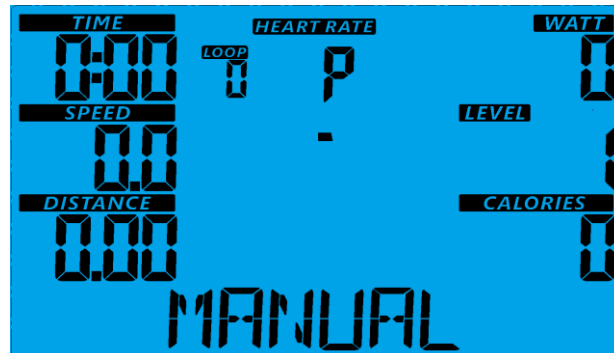 TIME HEART RATE WATT
0:00 LOOP 0 P 0
SPEED LEVEL
0.0 - 1
DISTANCE CALORIES
0.00 0
MANUAL